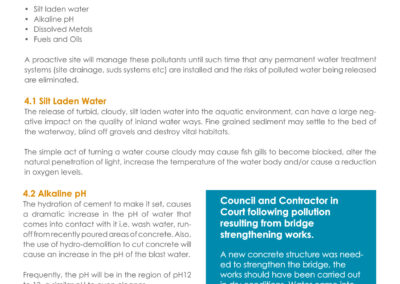 • Silt laden water
• Alkaline pH
• Dissolved Metals
• Fuels and Oils
A proactive site will manage these pollutants until such time that any permanent water treatment
systems (site drainage, suds systems etc) are installed and the risks of polluted water being released
are eliminated.
4.1 Silt Laden Water
The release of turbid, cloudy, silt laden water into the aquatic environment, can have a large neg-
ative impact on the quality of inland water ways. Fine grained sediment may settle to the bed of
the waterway, blind off gravels and destroy vital habitats.
The simple act of turning a water course cloudy may cause fish gills to become blocked, alter the
natural penetration of light, increase the temperature of the water body and/or cause a reduction
in oxygen levels.
4.2 Alkaline pH
The hydration of cement to make it set, causes
a dramatic increase in the pH of water that
comes into contact with it i.e. wash water, run-
off from recently poured areas of concrete. Also,
the use of hydro-demolition to cut concrete will
cause an increase in the pH of the blast water.
Frequently, the pH will be in the region of pH12
Council and Contractor in
Court following pollution
resulting from bridge
strengthening works.
A new concrete structure was need-
ed to strengthen the bridge, the
works should have been carried out